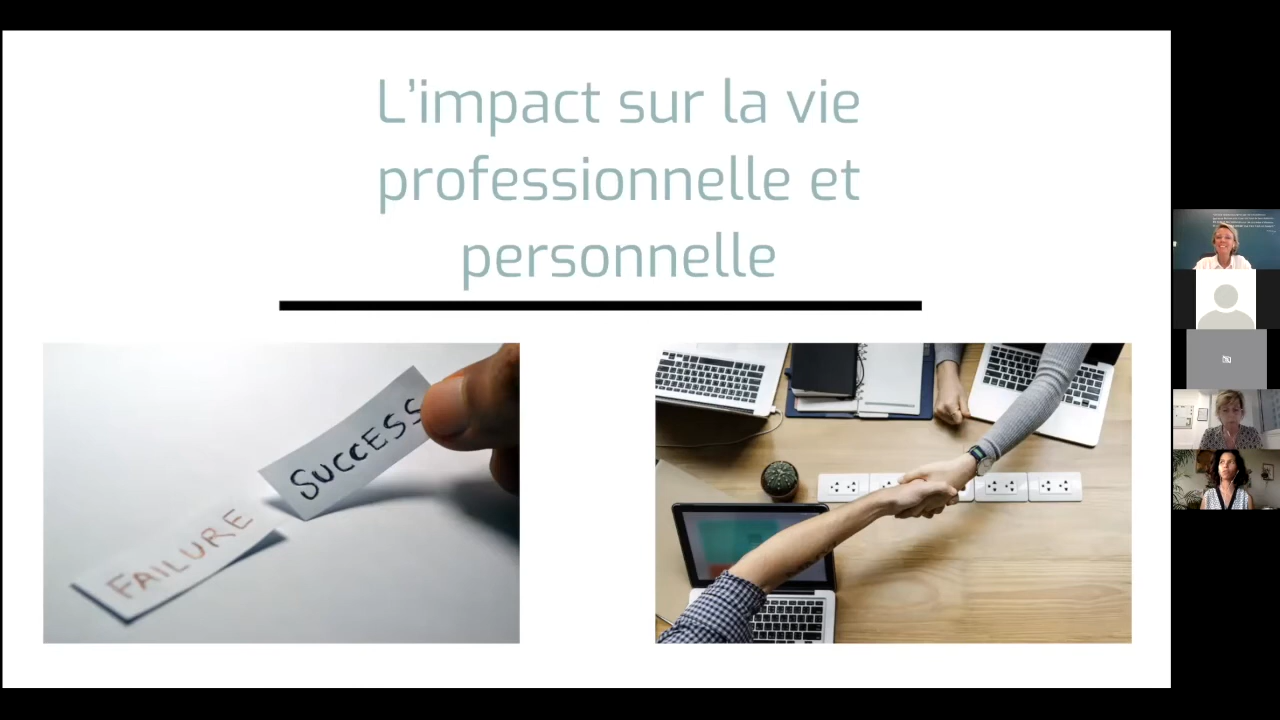 L’impact sur la vie
professionnelle et
personnelle
SUCCESS
FAILURE